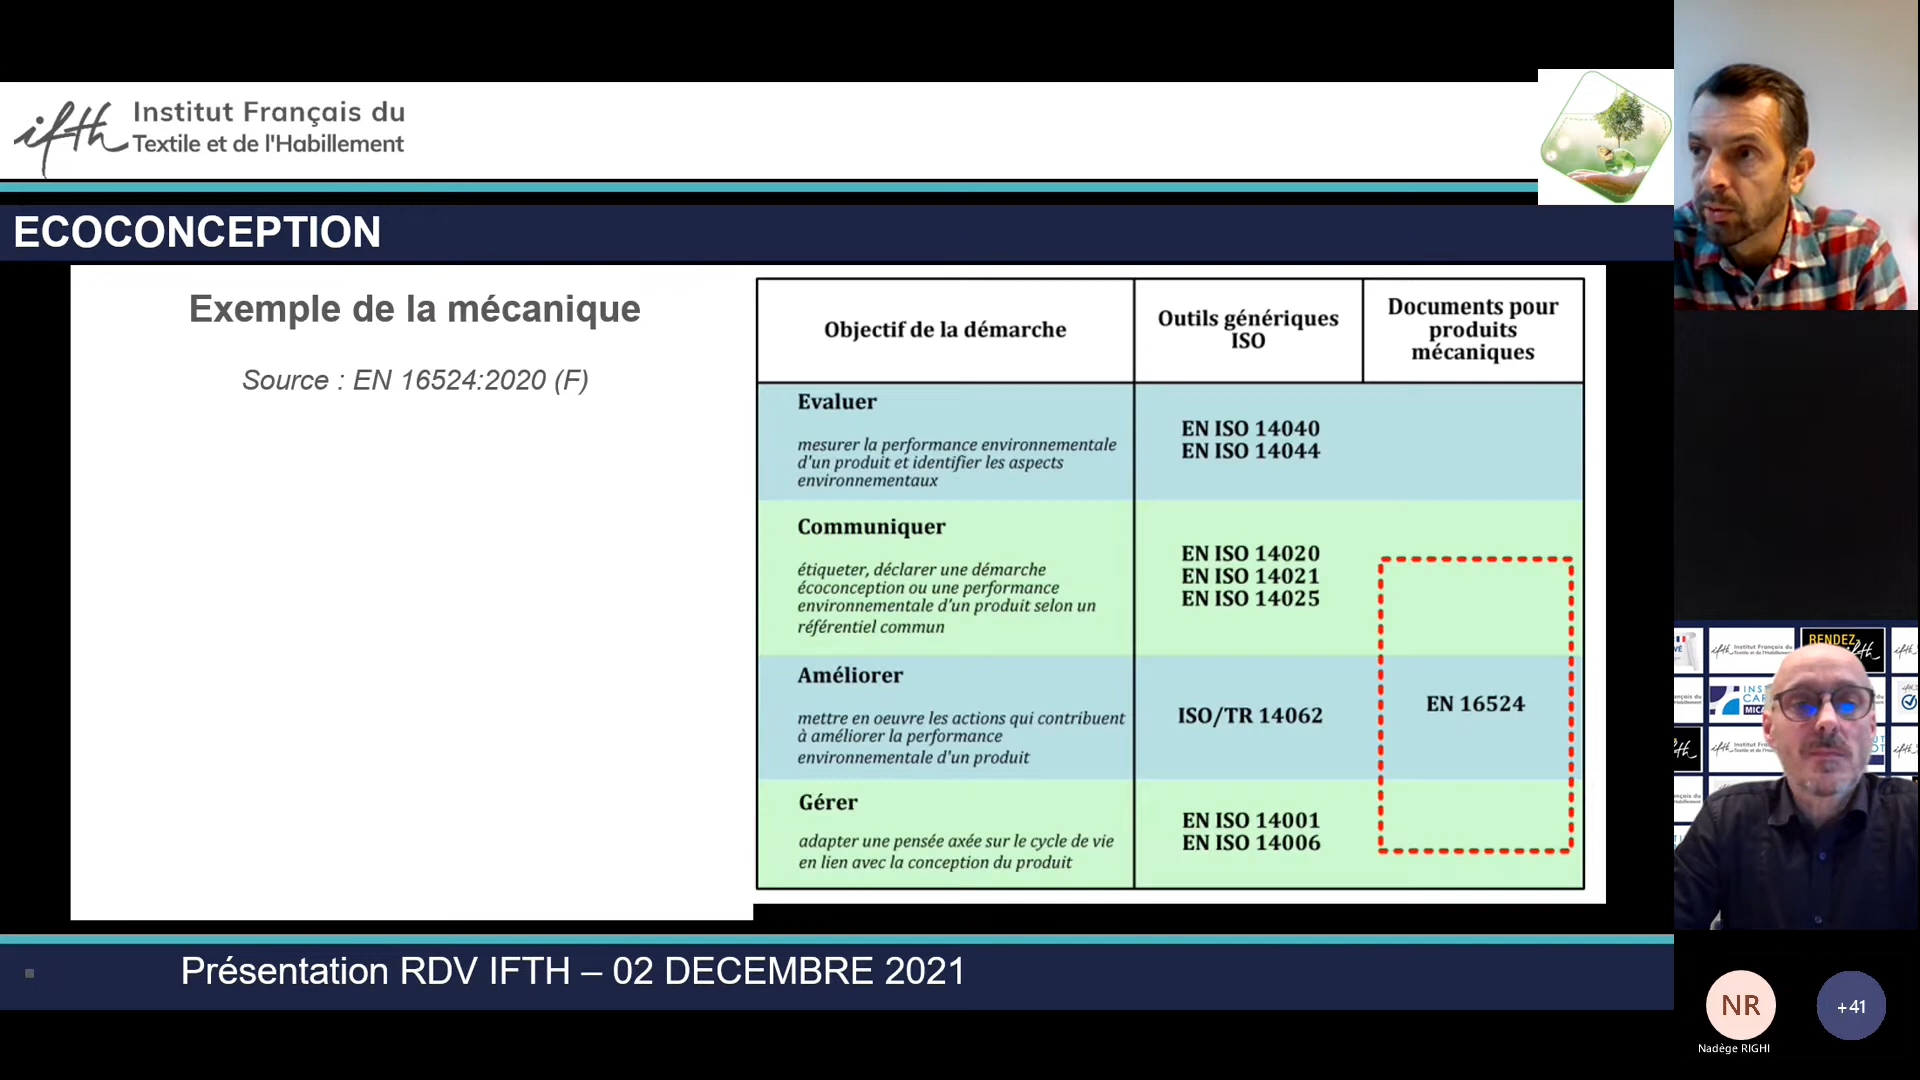 ifth
Institut Français du
Textile et de l'Habillement
ECOCONCEPTION
Exemple de la mécanique
Source : EN 16524:2020 (F)
Objectif de la démarche
Outils génériques
ISO
Documents pour
produits
mécaniques
Evaluer
mesurer la performance environnementale
d'un produit et identifier les aspects
environnementaux
EN ISO 14040
EN ISO 14044
Communiquer
étiqueter, déclarer une démarche
écoconception ou une performance
environnementale d'un produit selon un
référentiel commun
EN ISO 14020
EN ISO 14021
EN ISO 14025
Améliorer
mettre en oeuvre les actions qui contribuent
à améliorer la performance
environnementale d'un produit
ISO/TR 14062
EN 16524
Gérer
adapter une pensée axée sur le cycle de vie
en lien avec la conception du produit
EN ISO 14001
EN ISO 14006
Présentation RDV IFTH – 02 DECEMBRE 2021
RENDEZ
ifth
NR
Nadège RIGHI
+41